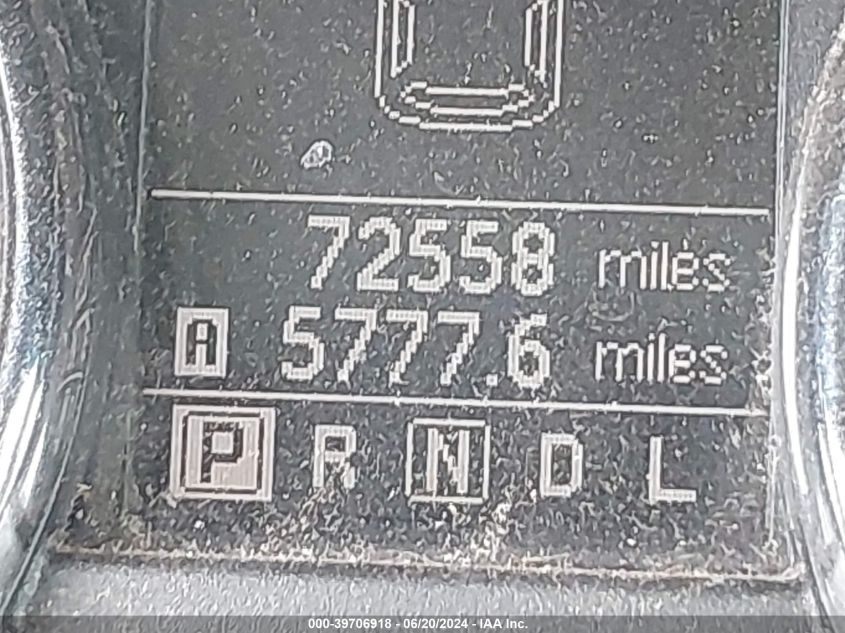 72558 miles
A 5777.6 miles
P R N D L
000-39706918 - 06/20/2024 - IAA Inc.